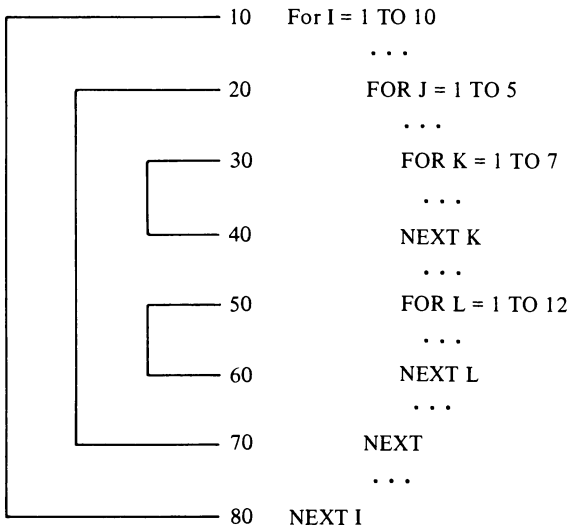 10 For I = 1 TO 10
. . .
20 FOR J = 1 TO 5
. . .
30 FOR K = 1 TO 7
. . .
40 NEXT K
. . .
50 FOR L = 1 TO 12
. . .
60 NEXT L
. . .
70 NEXT
. . .
80 NEXT I